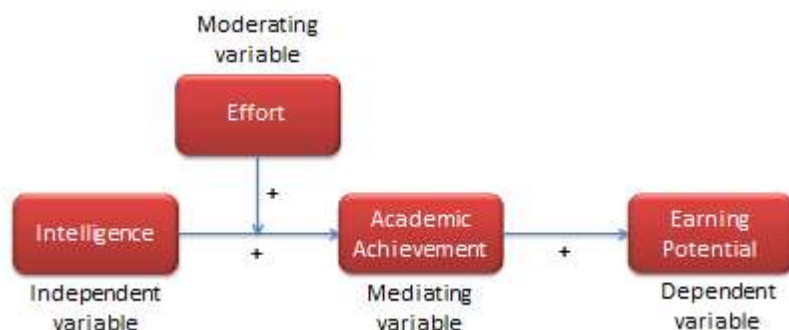 Moderating
variable
Effort
+
Intelligence
+
Academic
Achievement
+
Earning
Potential
Independent
variable
Mediating
variable
Dependent
variable